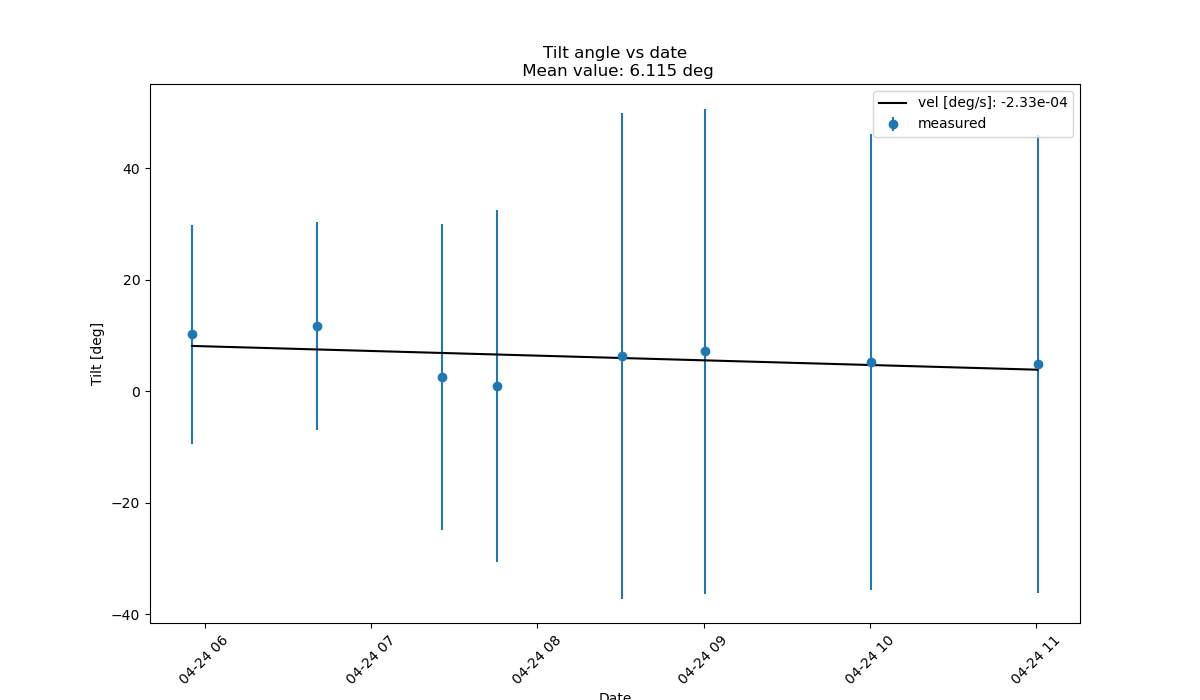 Tilt angle vs date
Mean value: 6.115 deg
vel [deg/s]: -2.33e-04
measured
Tilt [deg]
40
20
0
−20
−40
04-24 06
04-24 07
04-24 08
04-24 09
04-24 10
04-24 11
Date